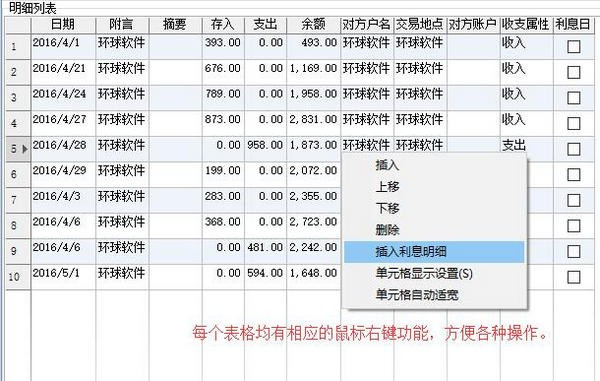 明细列表
日期 附言 摘要 存入 支出 余额 对方户名 交易地点 对方账户 收支属性 利息日
1 2016/4/1 环球软件 393.00 0.00 493.00 环球软件 环球软件 收入
2 2016/4/21 环球软件 676.00 0.00 1,169.00 环球软件 环球软件 收入
3 2016/4/24 环球软件 789.00 0.00 1,958.00 环球软件 环球软件 收入
4 2016/4/27 环球软件 873.00 0.00 2,831.00 环球软件 环球软件 收入
5 2016/4/28 环球软件 0.00 958.00 1,873.00 环球软件 环球软件 支出
6 2016/4/29 环球软件 199.00 0.00 2,072.00
7 2016/4/3 环球软件 283.00 0.00 2,355.00
8 2016/4/6 环球软件 368.00 0.00 2,723.00
9 2016/4/6 环球软件 0.00 481.00 2,242.00
10 2016/5/1 环球软件 0.00 594.00 1,648.00
插入
上移
下移
删除
插入利息明细
单元格显示设置(S)
单元格自动适宽
每个表格均有相应的鼠标右键功能，方便各种操作。